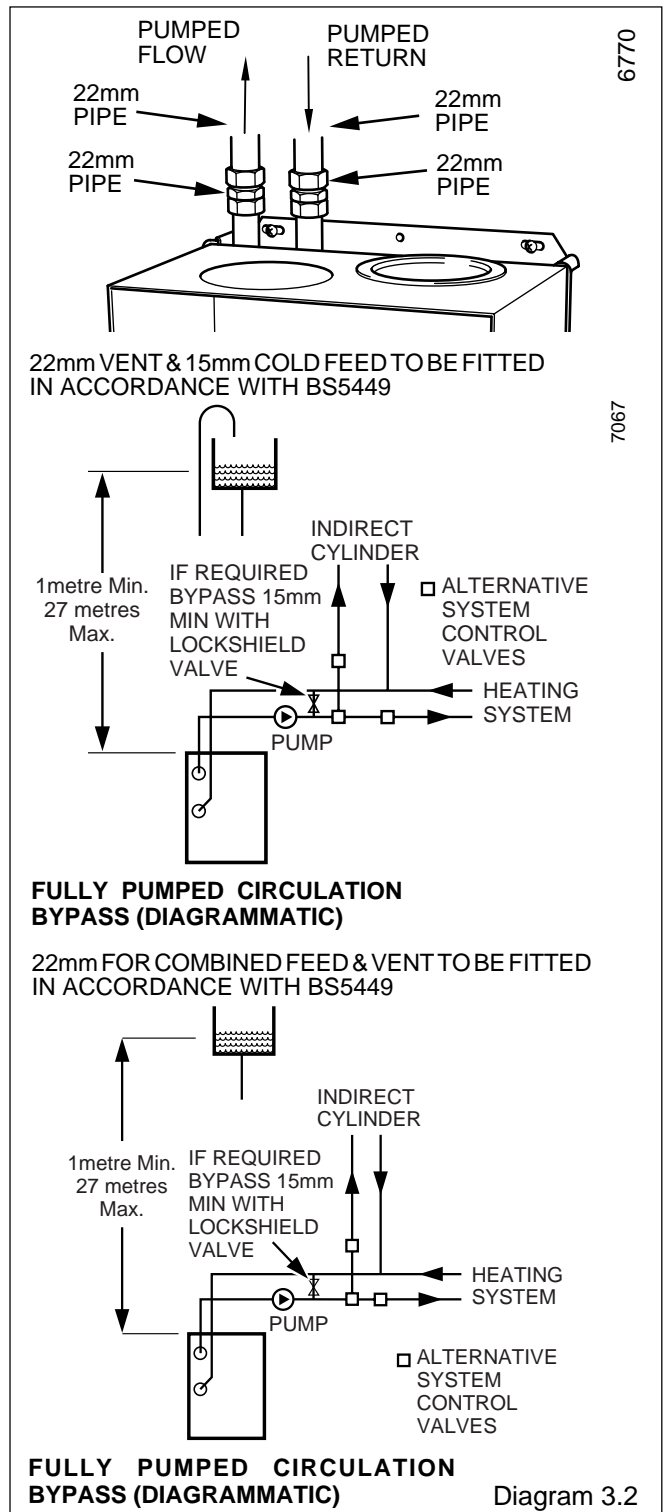 PUMPED
FLOW
PUMPED
RETURN
6770
22mm
PIPE
22mm
PIPE
22mm
PIPE
22mm
PIPE
22mm VENT & 15mm COLD FEED TO BE FITTED
IN ACCORDANCE WITH BS5449
7067
1metre Min.
27 metres
Max.
IF REQUIRED
BYPASS 15mm
MIN WITH
LOCKSHIELD
VALVE
INDIRECT
CYLINDER
ALTERNATIVE
SYSTEM
CONTROL
VALVES
HEATING
SYSTEM
PUMP
FULLY PUMPED CIRCULATION
BYPASS (DIAGRAMMATIC)
22mm FOR COMBINED FEED & VENT TO BE FITTED
IN ACCORDANCE WITH BS5449
1metre Min.
27 metres
Max.
IF REQUIRED
BYPASS 15mm
MIN WITH
LOCKSHIELD
VALVE
INDIRECT
CYLINDER
HEATING
SYSTEM
PUMP
ALTERNATIVE
SYSTEM
CONTROL
VALVES
FULLY PUMPED CIRCULATION
BYPASS (DIAGRAMMATIC)
Diagram 3.2